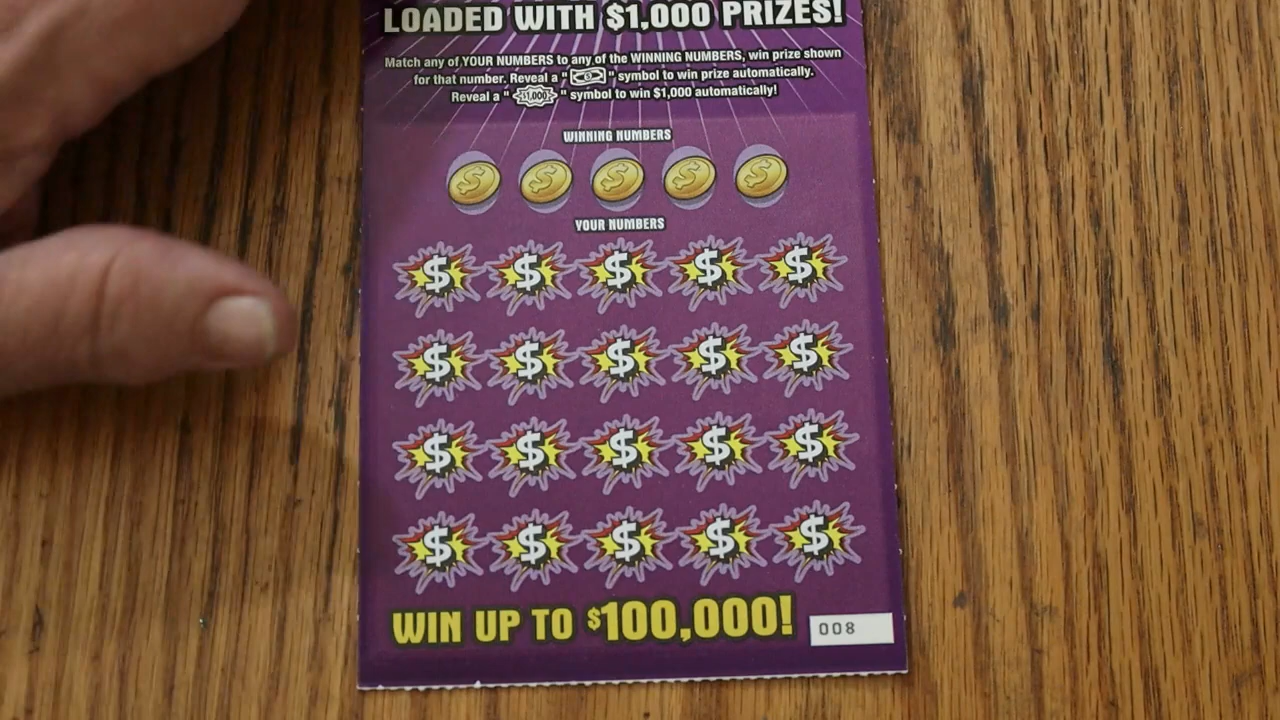 LOADED WITH $1,000 PRIZES!
Match any of YOUR NUMBERS to any of the WINNING NUMBERS, win prize shown
for that number. Reveal a " " symbol to win prize automatically.
Reveal a " $1,000 " symbol to win $1,000 automatically!
WINNING NUMBERS
$ $ $ $ $
YOUR NUMBERS
$ $ $ $ $
$ $ $ $ $
$ $ $ $ $
$ $ $ $ $
WIN UP TO $100,000!
008